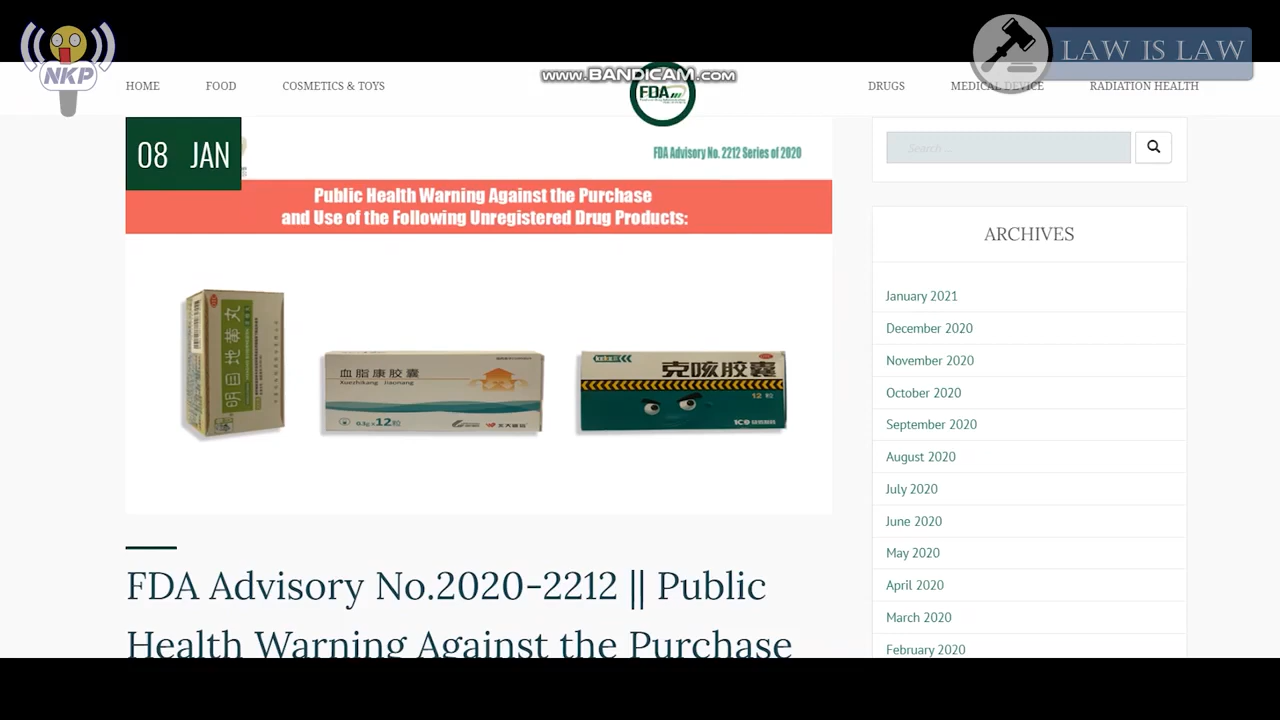 NKP
LAW IS LAW
www.BANDICAM.com
HOME
FOOD
COSMETICS & TOYS
FDA
DRUGS
MEDICAL DEVICE
RADIATION HEALTH
08 JAN
FDA Advisory No. 2212 Series of 2020
Public Health Warning Against the Purchase
and Use of the Following Unregistered Drug Products:
明目地黄丸
血脂康胶囊
Xuezhikang Jiaonang
0.3g×12粒
克咳胶囊
12 粒
FDA Advisory No.2020-2212 || Public
Health Warning Against the Purchase
Search ...
ARCHIVES
January 2021
December 2020
November 2020
October 2020
September 2020
August 2020
July 2020
June 2020
May 2020
April 2020
March 2020
February 2020